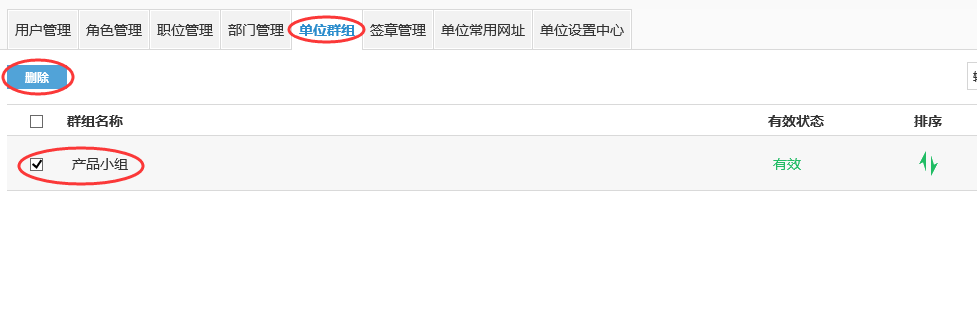 用户管理 角色管理 职位管理 部门管理 单位群组 签章管理 单位常用网址 单位设置中心
删除
群组名称 有效状态 排序
产品小组 有效